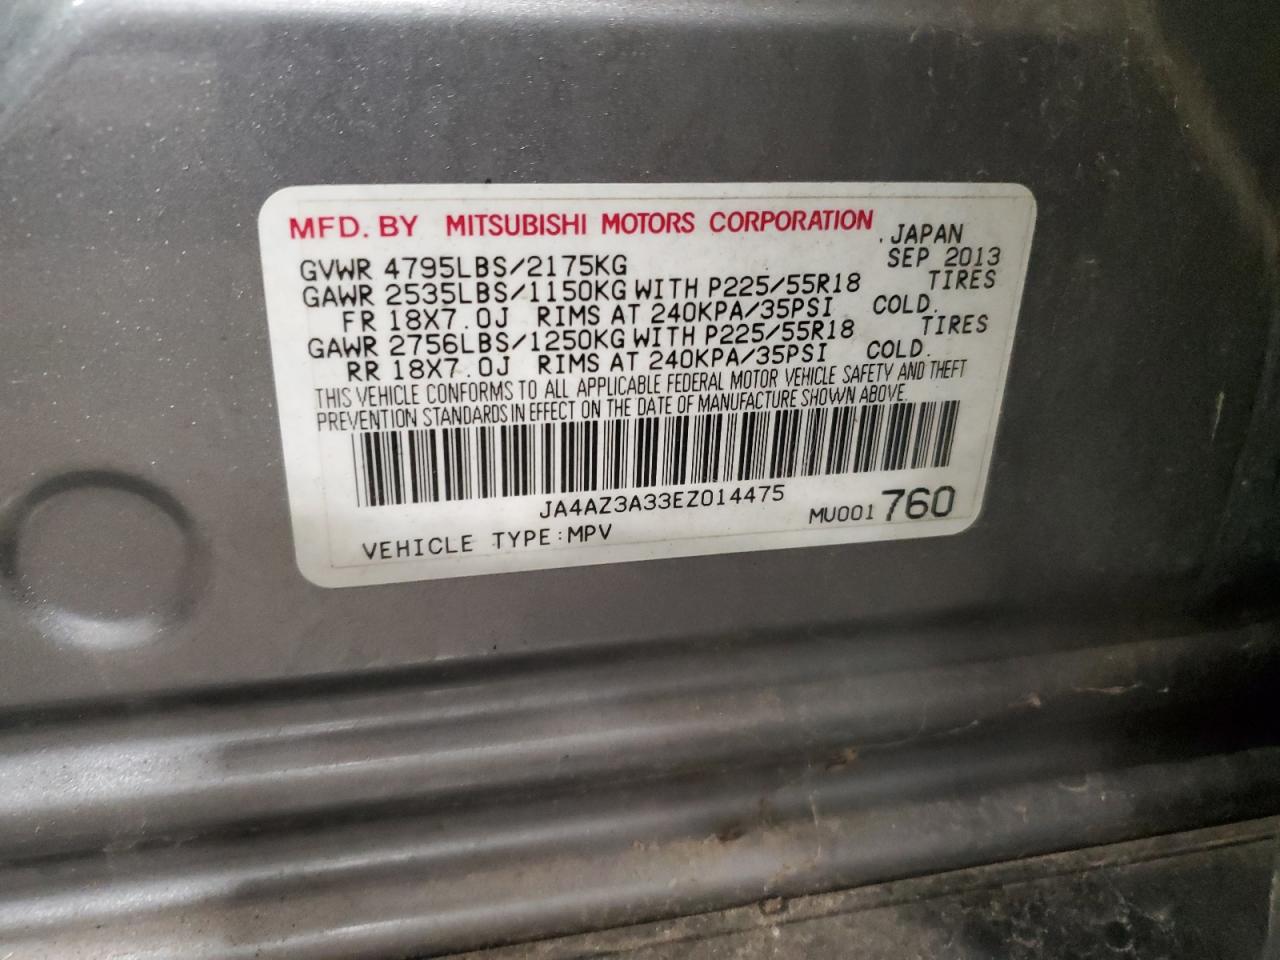 MFD. BY MITSUBISHI MOTORS CORPORATION JAPAN
GVWR 4795LBS/2175KG SEP 2013
GAWR 2535LBS/1150KG WITH P225/55R18 TIRES
FR 18X7.0J RIMS AT 240KPA/35PSI COLD.
GAWR 2756LBS/1250KG WITH P225/55R18 TIRES
RR 18X7.0J RIMS AT 240KPA/35PSI COLD.
THIS VEHICLE CONFORMS TO ALL APPLICABLE FEDERAL MOTOR VEHICLE SAFETY AND THEFT
PREVENTION STANDARDS IN EFFECT ON THE DATE OF MANUFACTURE SHOWN ABOVE.
JA4AZ3A33EZ014475
MU001 760
VEHICLE TYPE:MPV